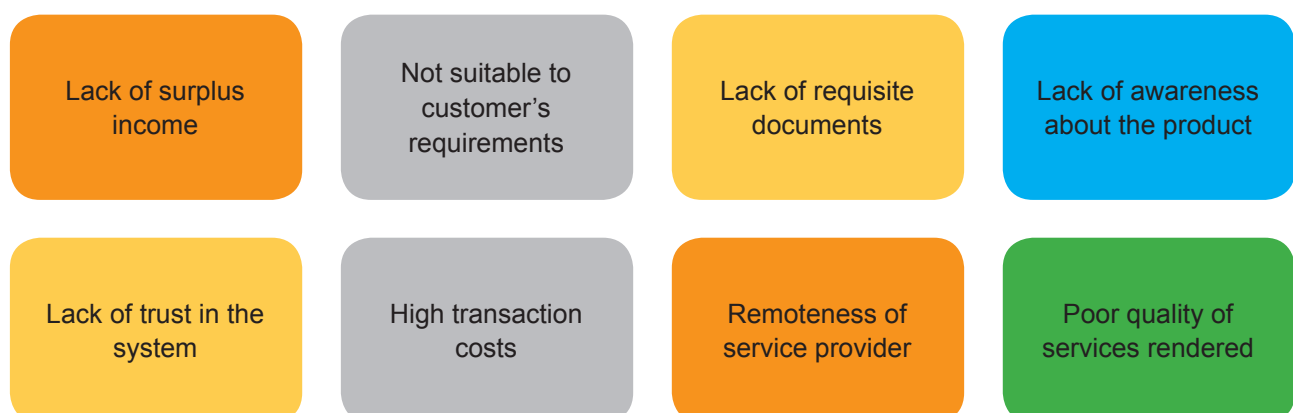 Lack of surplus
income
Not suitable to
customer’s
requirements
Lack of requisite
documents
Lack of awareness
about the product
Lack of trust in the
system
High transaction
costs
Remoteness of
service provider
Poor quality of
services rendered